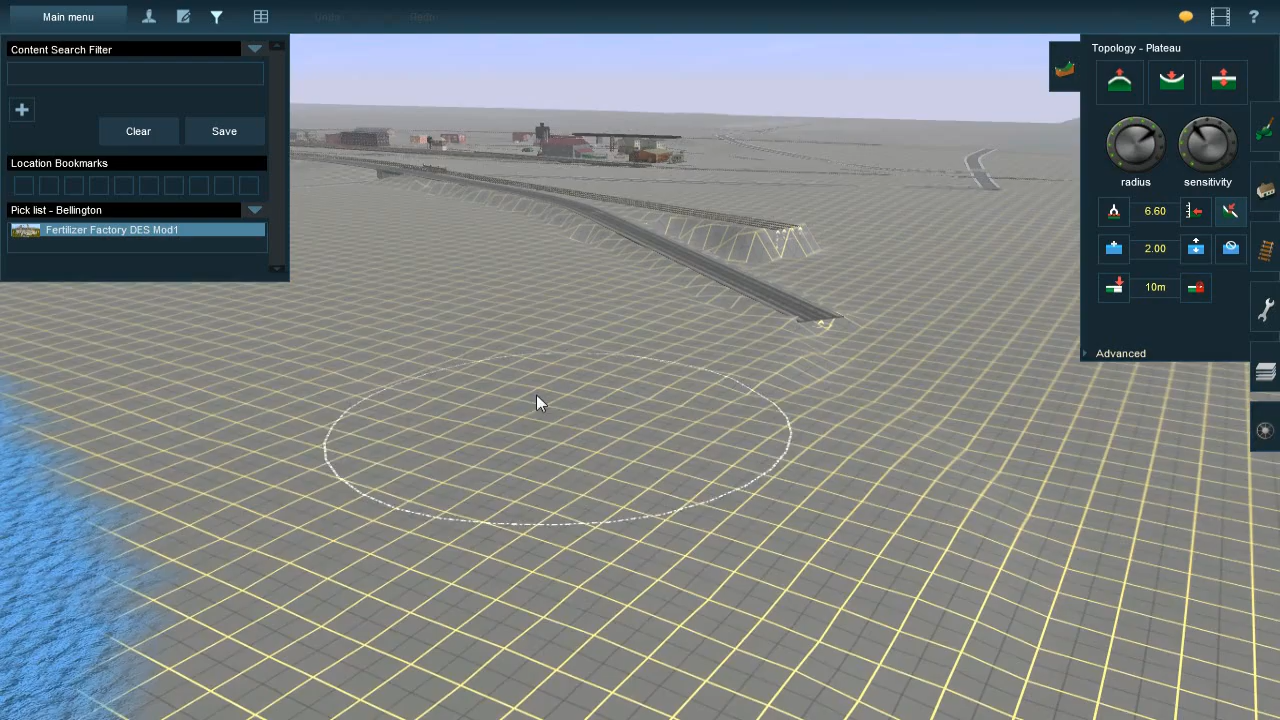 Main menu
Undo
Redo
?
Content Search Filter
Clear
Save
Location Bookmarks
Pick list - Bellington
Fertilizer Factory DES Mod1
Topology - Plateau
radius
sensitivity
6.60
2.00
10m
Advanced